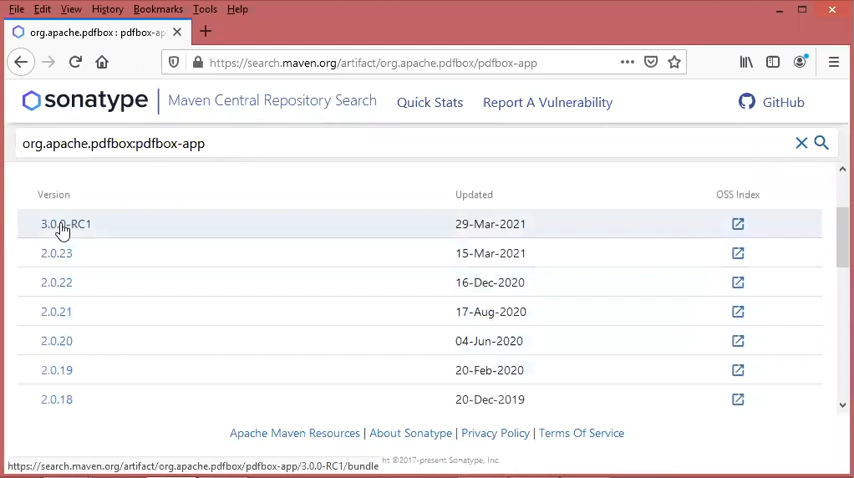 File Edit View History Bookmarks Tools Help
org.apache.pdfbox : pdfbox-ap
https://search.maven.org/artifact/org.apache.pdfbox/pdfbox-app
sonatype Maven Central Repository Search Quick Stats Report A Vulnerability GitHub
org.apache.pdfbox:pdfbox-app
Version Updated OSS Index
3.0.0-RC1 29-Mar-2021
2.0.23 15-Mar-2021
2.0.22 16-Dec-2020
2.0.21 17-Aug-2020
2.0.20 04-Jun-2020
2.0.19 20-Feb-2020
2.0.18 20-Dec-2019
Apache Maven Resources | About Sonatype | Privacy Policy | Terms Of Service
https://search.maven.org/artifact/org.apache.pdfbox/pdfbox-app/3.0.0-RC1/bundle
ht ©2017-present Sonatype, Inc.